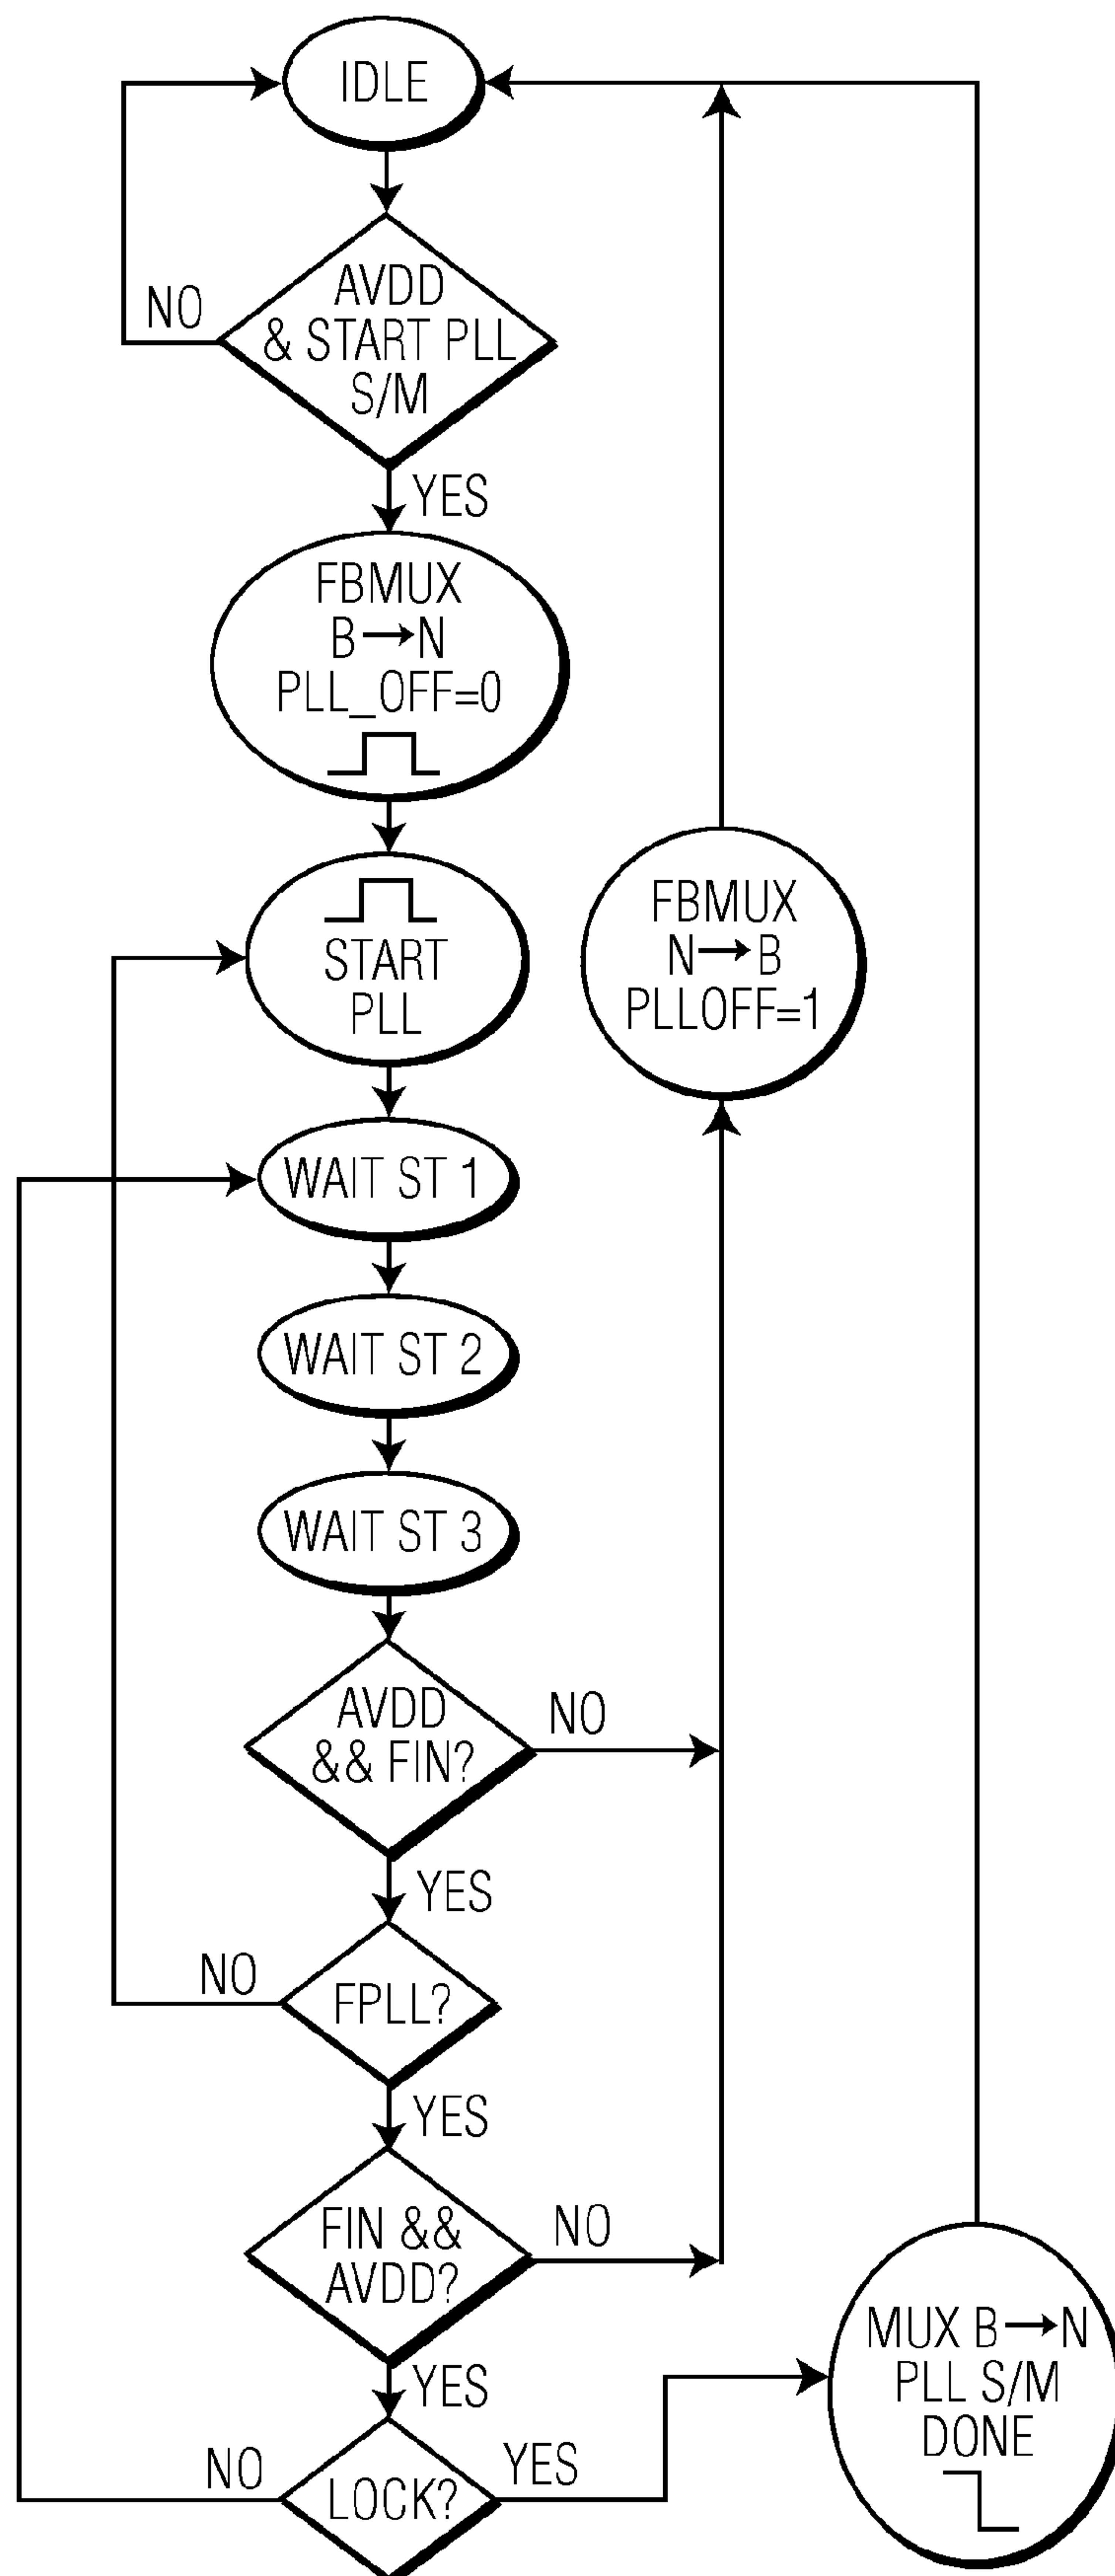 IDLE
AVDD
& START PLL
S/M
NO
YES
FBMUX
B→N
PLL_OFF=0
START
PLL
FBMUX
N→B
PLLOFF=1
WAIT ST 1
WAIT ST 2
WAIT ST 3
AVDD
&& FIN?
NO
YES
FPLL?
NO
YES
FIN &&
AVDD?
NO
YES
LOCK?
NO
YES
MUX B→N
PLL S/M
DONE